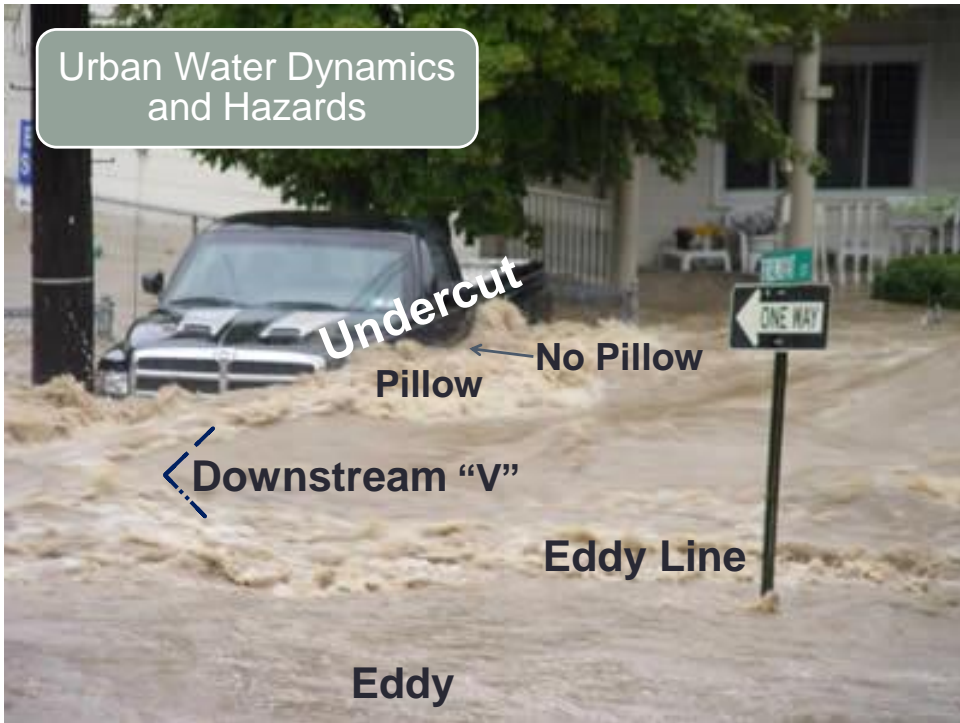 Urban Water Dynamics
and Hazards
Undercut
No Pillow
Pillow
ONE WAY
Downstream “V”
Eddy Line
Eddy